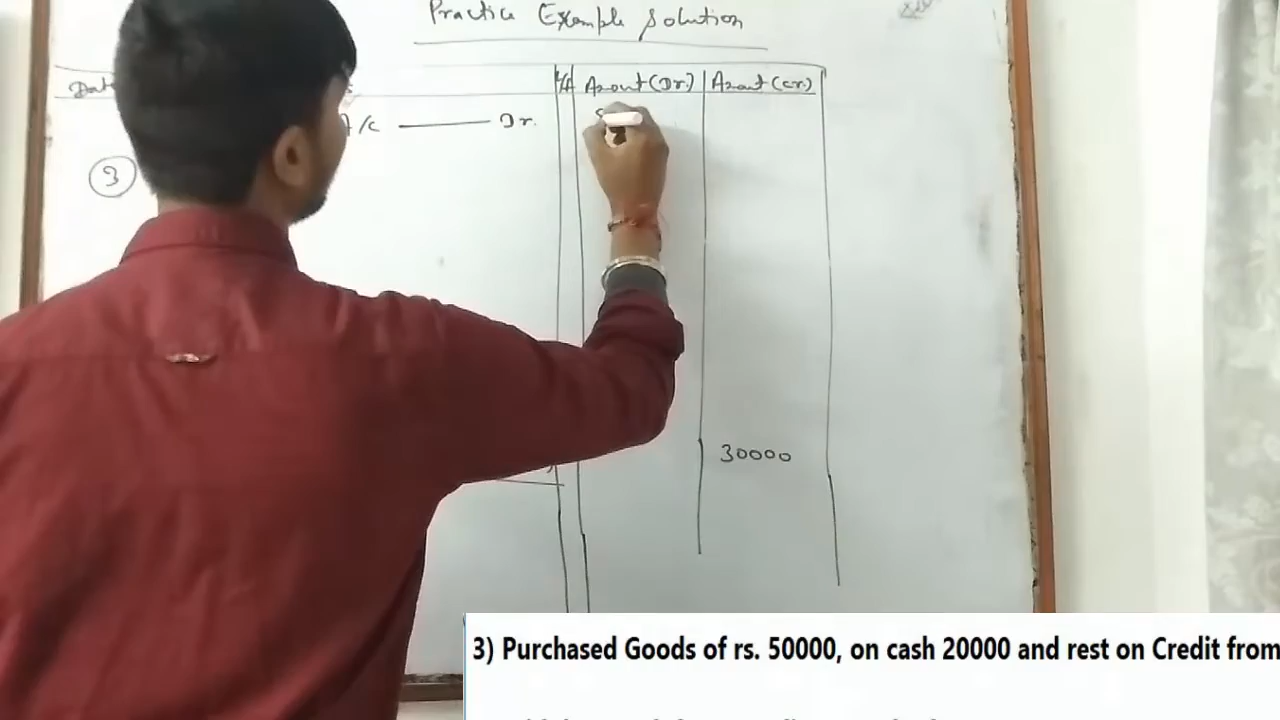 Practice Example Solution
Amount (Dr.) Amount (Cr.)
A/c Dr.
3
30000
3) Purchased Goods of rs. 50000, on cash 20000 and rest on Credit from